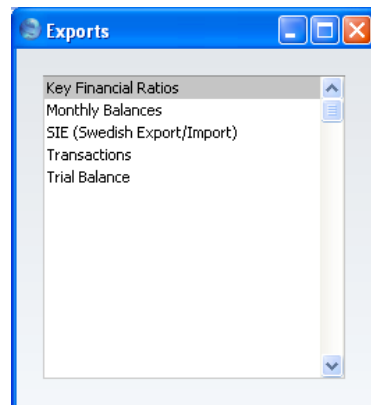 Exports
Key Financial Ratios
Monthly Balances
SIE (Swedish Export/Import)
Transactions
Trial Balance